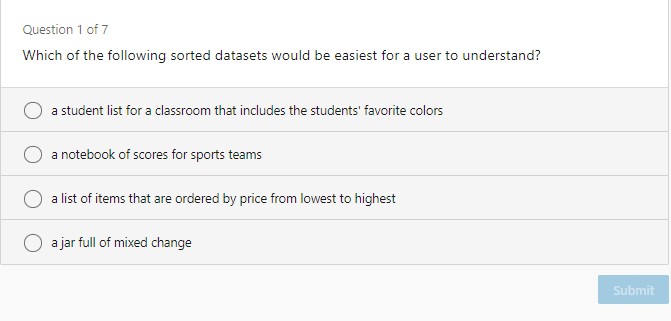 Question 1 of 7
Which of the following sorted datasets would be easiest for a user to understand?
a student list for a classroom that includes the students' favorite colors
a notebook of scores for sports teams
a list of items that are ordered by price from lowest to highest
a jar full of mixed change
Submit